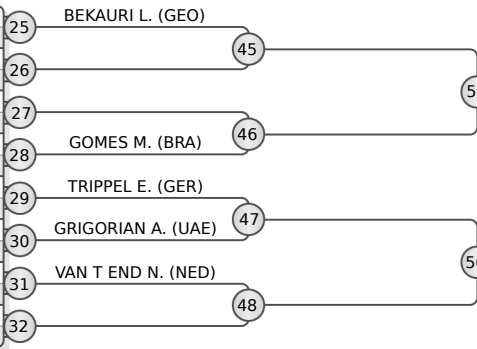 BEKAURI L. (GEO)
25
45
26
27
46
GOMES M. (BRA)
28
TRIPPEL E. (GER)
29
47
GRIGORIAN A. (UAE)
30
VAN T END N. (NED)
31
48
32